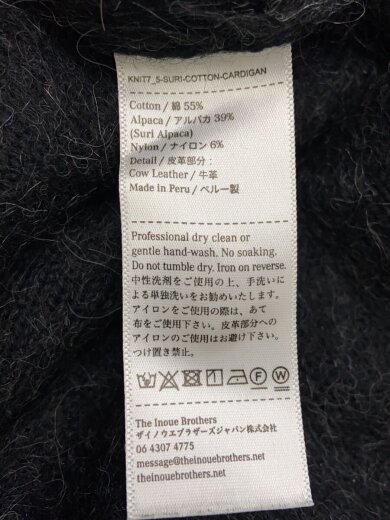 KNIT7_5-SURI-COTTON-CARDIGAN
Cotton / 綿 55%
Alpaca / アルパカ 39%
(Suri Alpaca)
Nylon / ナイロン 6%
Detail / 皮革部分：
Cow Leather / 牛革
Made in Peru / ペルー製
Professional dry clean or
gentle hand-wash. No soaking.
Do not tumble dry. Iron on reverse.
中性洗剤をご使用の上、手洗いに
よる単独洗いをお勧めいたします。
アイロンをご使用の際は、あて
布をご使用下さい。皮革部分への
アイロンのご使用はお避け下さい。
つけ置き禁止。
F W
The Inoue Brothers
ザイノウエブラザーズジャパン株式会社
06 4307 4775
message@theinouebrothers.net
theinouebrothers.net